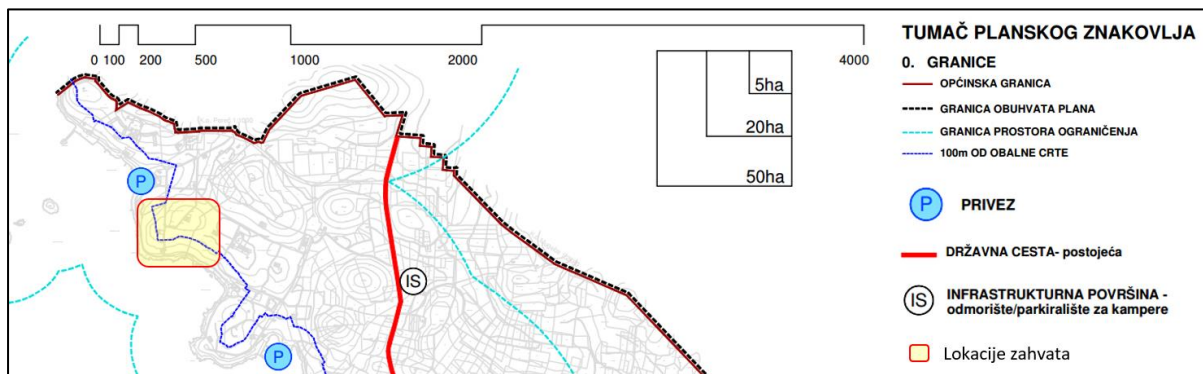 0 100 200 500 1000 2000 4000
5ha
20ha
50ha
P
IS
P
TUMAČ PLANSKOG ZNAKOVLJA
0. GRANICE
OPĆINSKA GRANICA
GRANICA OBUHVATA PLANA
GRANICA PROSTORA OGRANIČENJA
100m OD OBALNE CRTE
P PRIVEZ
DRŽAVNA CESTA- postojeća
IS INFRASTRUKTURNA POVRŠINA -
odmorište/parkiralište za kampere
Lokacije zahvata